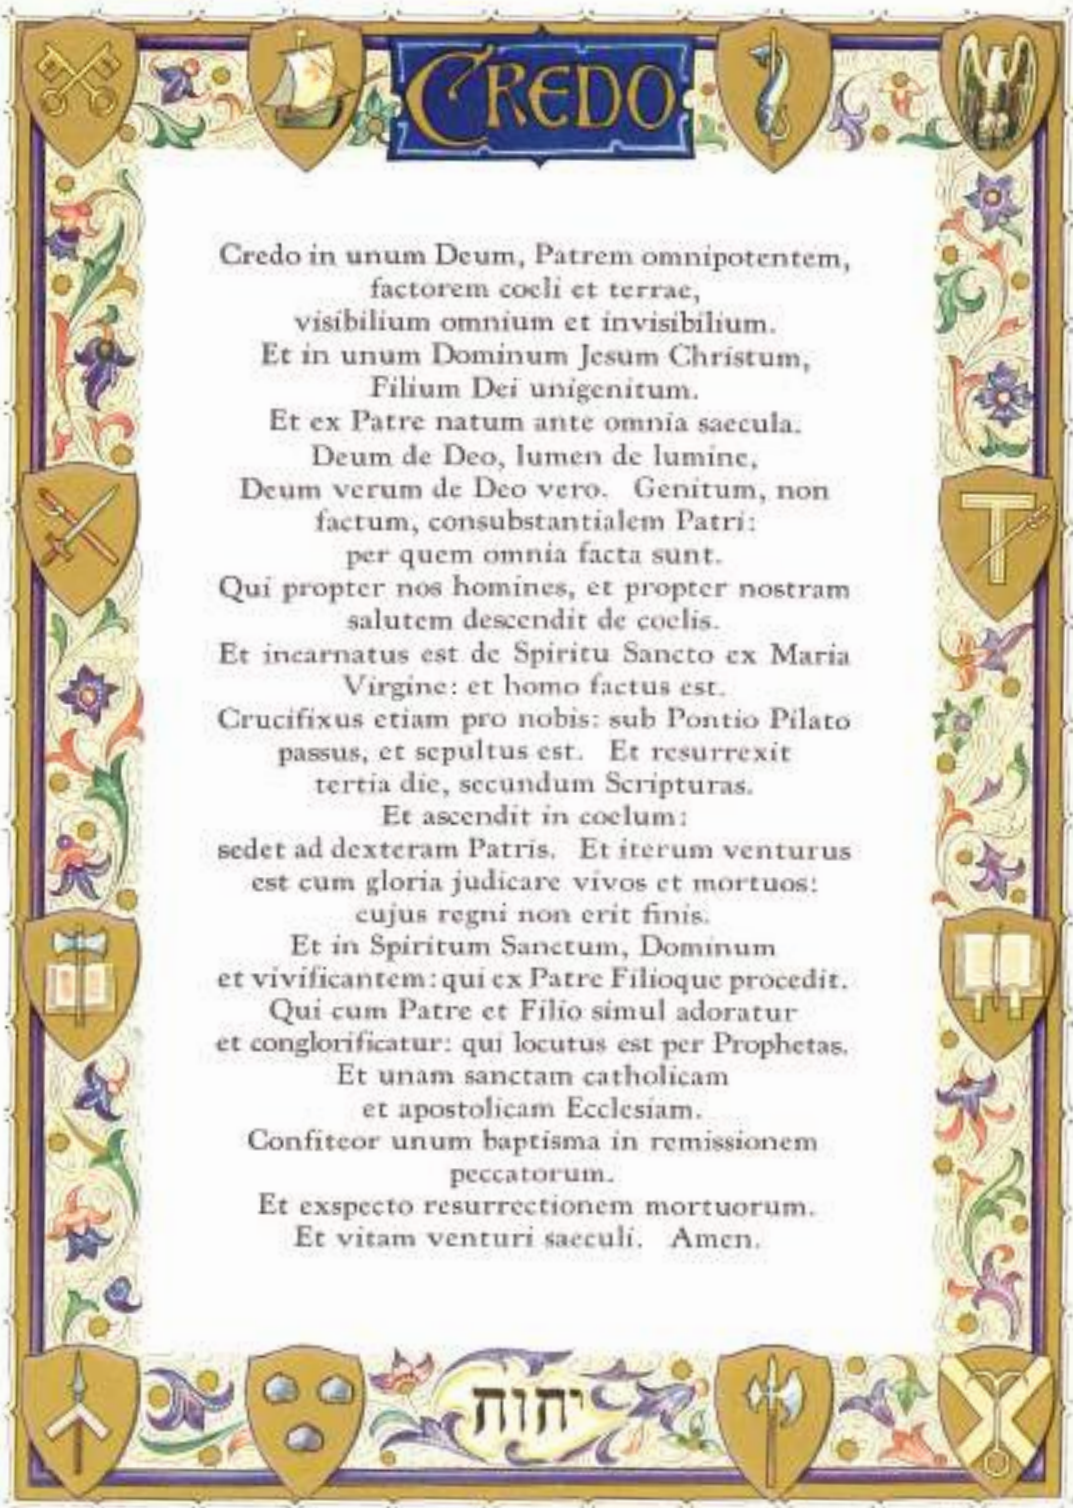 CREDO
Credo in unum Deum, Patrem omnipotentem,
factorem coeli et terrae,
visibilium omnium et invisibilium.
Et in unum Dominum Jesum Christum,
Filium Dei unigenitum.
Et ex Patre natum ante omnia saecula.
Deum de Deo, lumen de lumine,
Deum verum de Deo vero. Genitum, non
factum, consubstantialem Patri:
per quem omnia facta sunt.
Qui propter nos homines, et propter nostram
salutem descendit de coelis.
Et incarnatus est de Spiritu Sancto ex Maria
Virgine: et homo factus est.
Crucifixus etiam pro nobis: sub Pontio Pilato
passus, et sepultus est. Et resurrexit
tertia die, secundum Scripturas.
Et ascendit in coelum:
sedet ad dexteram Patris. Et iterum venturus
est cum gloria judicare vivos et mortuos:
cujus regni non erit finis.
Et in Spiritum Sanctum, Dominum
et vivificantem: qui ex Patre Filioque procedit.
Qui cum Patre et Filio simul adoratur
et conglorificatur: qui locutus est per Prophetas.
Et unam sanctam catholicam
et apostolicam Ecclesiam.
Confiteor unum baptisma in remissionem
peccatorum.
Et exspecto resurrectionem mortuorum.
Et vitam venturi saeculi. Amen.
יהות